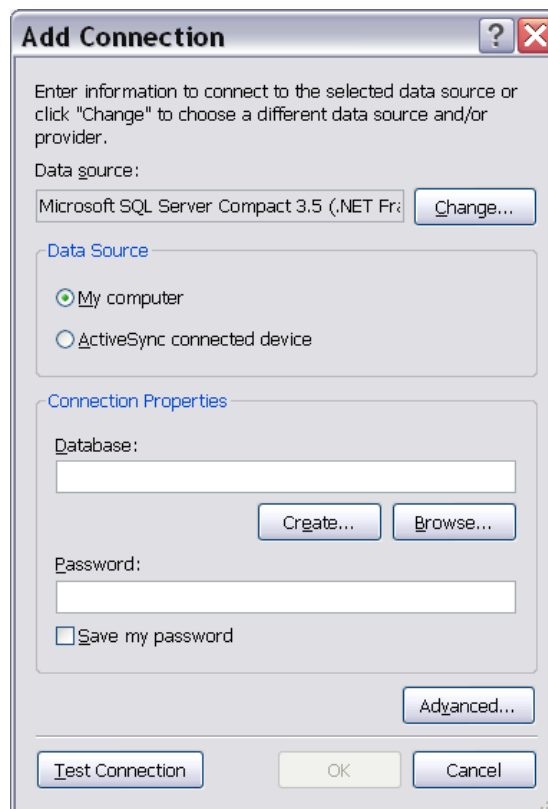 Add Connection
?
Enter information to connect to the selected data source or
click "Change" to choose a different data source and/or
provider.
Data source:
Microsoft SQL Server Compact 3.5 (.NET Fra
Change...
Data Source
My computer
ActiveSync connected device
Connection Properties
Database:
Create...
Browse...
Password:
Save my password
Advanced...
Test Connection
OK
Cancel